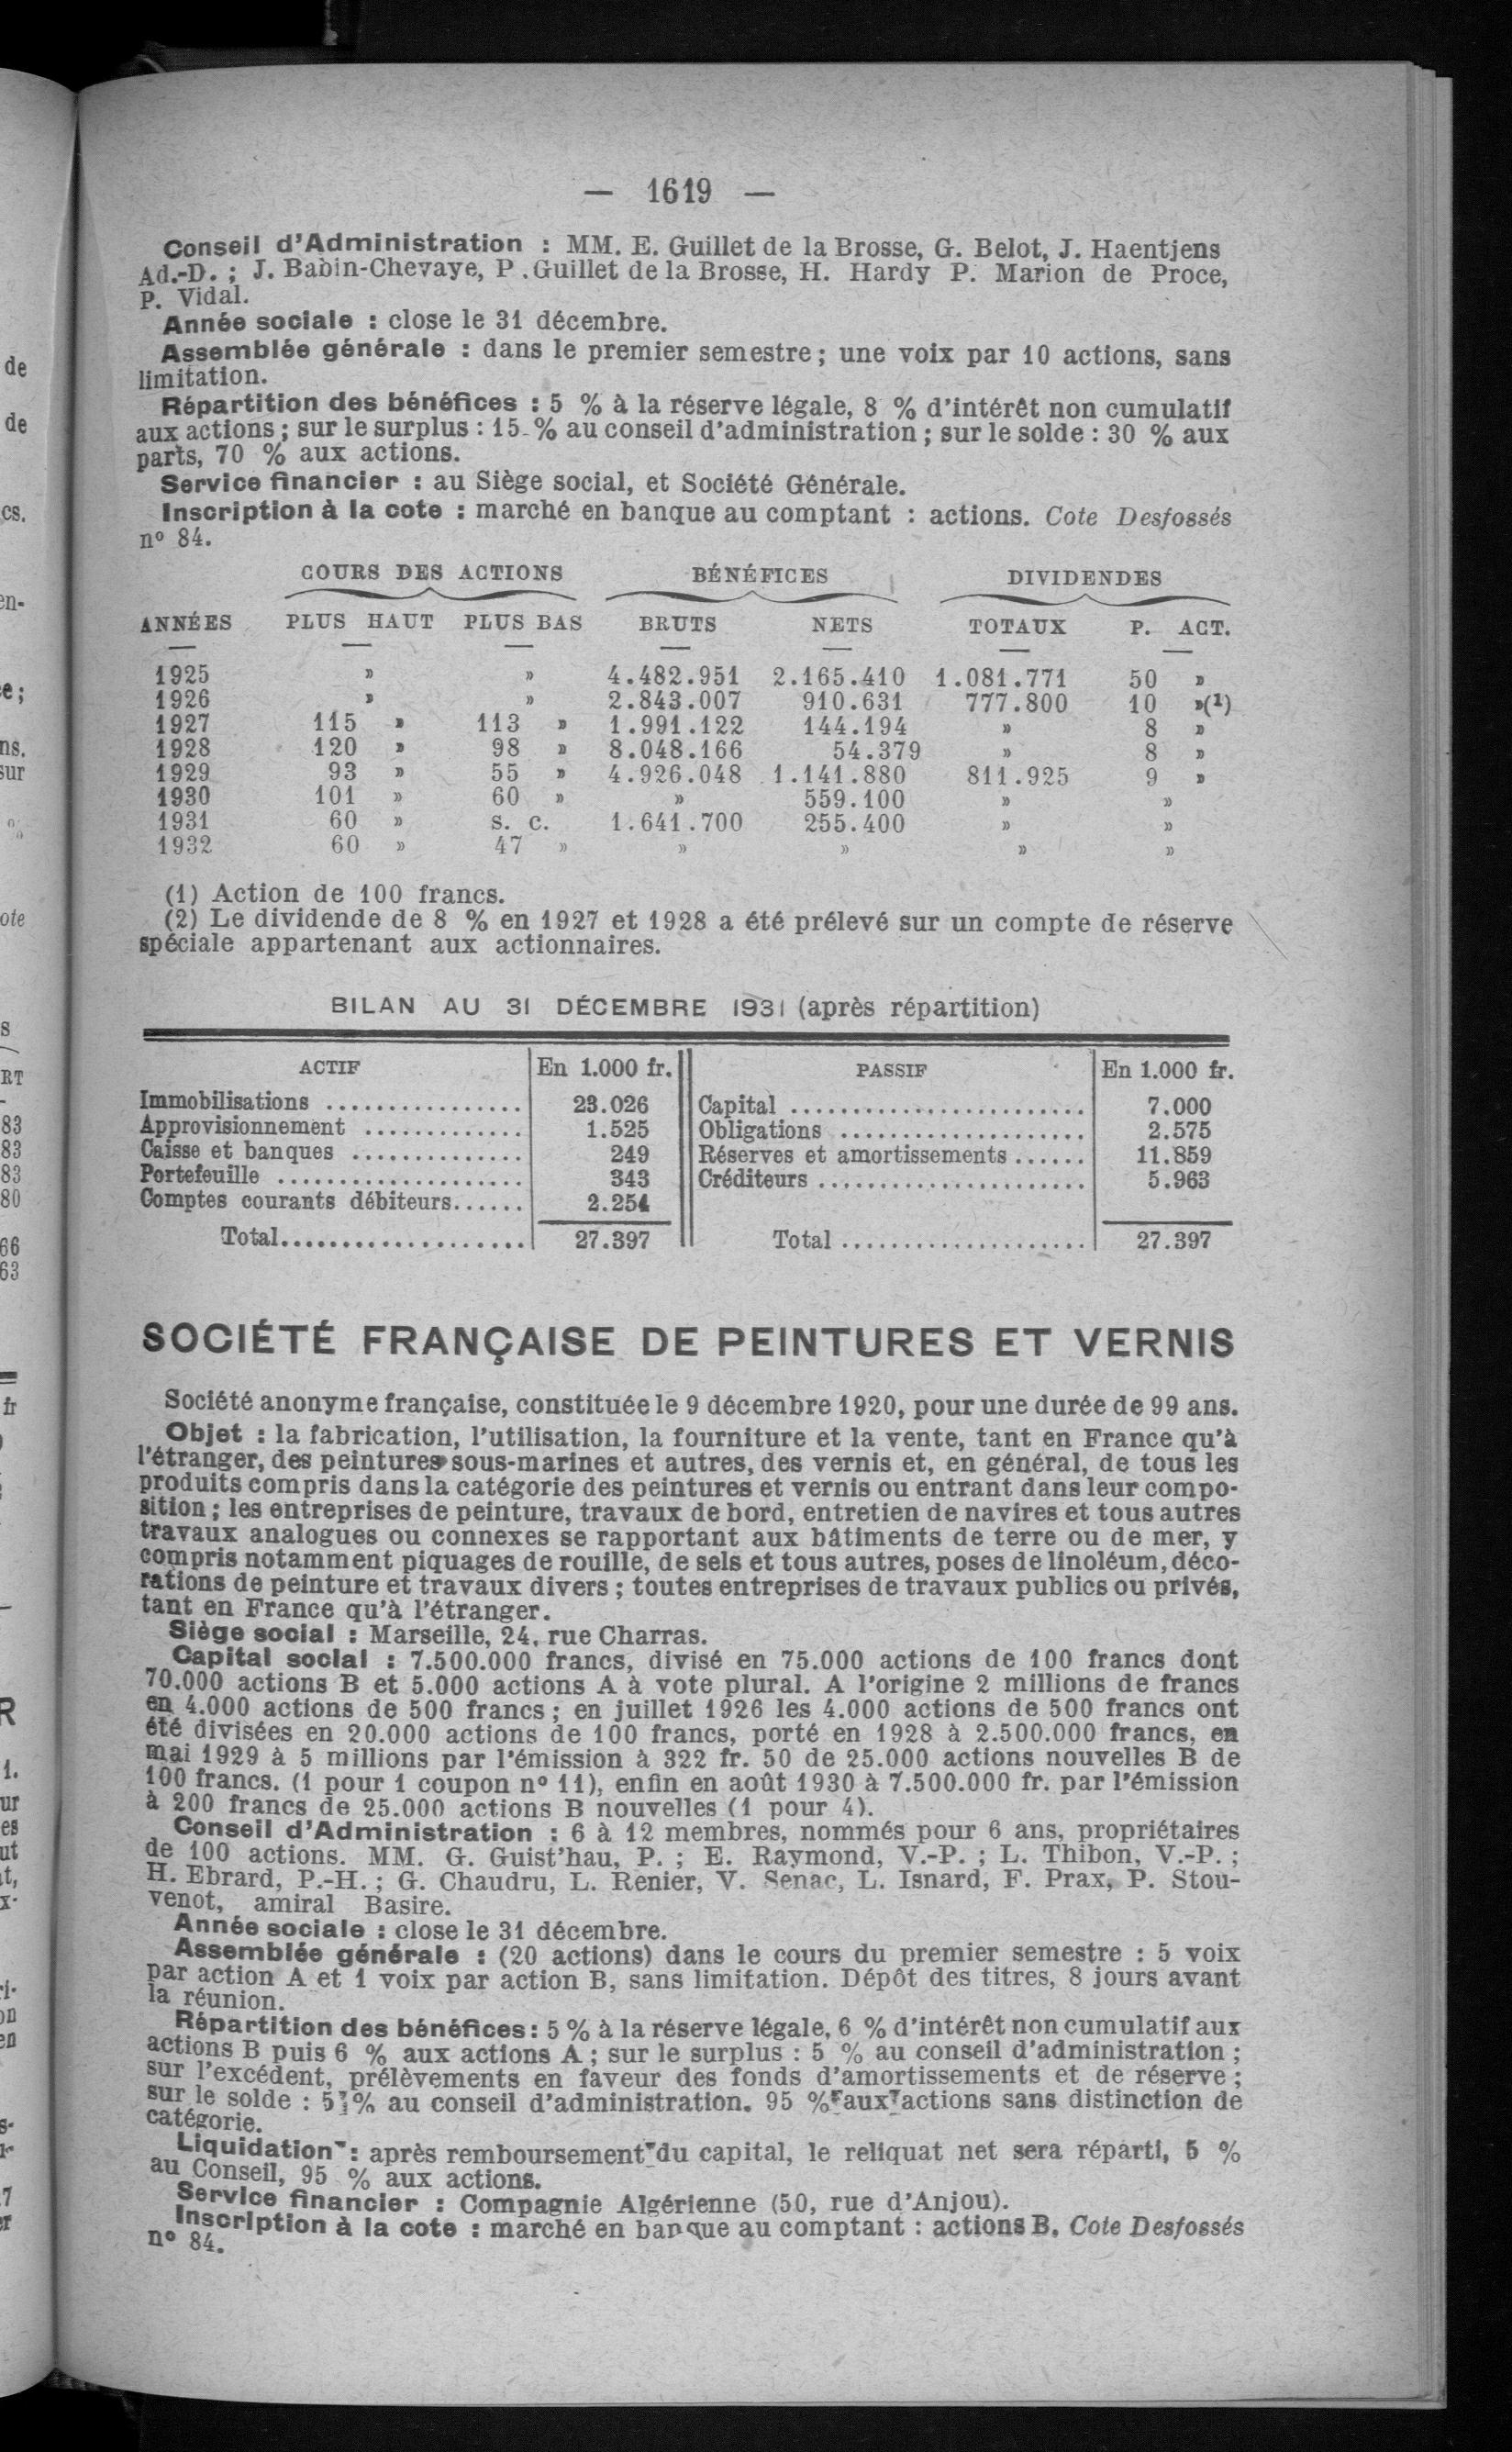 — 1619 —
Conseil d'Administration : MM. E. Guillet de la Brosse, G. Belot, J. Haentjens
Ad.-D. ; J. Babin-Chevaye, P. Guillet de la Brosse, H. Hardy P. Marion de Proce,
P. Vidal.
Année sociale : close le 31 décembre.
Assemblée générale : dans le premier semestre ; une voix par 10 actions, sans
limitation.
Répartition des bénéfices : 5 % à la réserve légale, 8 % d'intérêt non cumulatif
aux actions ; sur le surplus : 15 % au conseil d'administration ; sur le solde : 30 % aux
parts, 70 % aux actions.
Service financier : au Siège social, et Société Générale.
Inscription à la cote : marché en banque au comptant : actions. Cote Desfossés
nº 84.
COURS DES ACTIONS BÉNÉFICES DIVIDENDES
ANNÉES PLUS HAUT PLUS BAS BRUTS NETS TOTAUX P. ACT.
1925 » » 4.482.951 2.165.410 1.081.771 50 »
1926 » » 2.843.007 910.631 777.800 10 »(1)
1927 115 » 113 » 1.991.122 144.194 » 8 »
1928 120 » 98 » 8.048.166 54.379 » 8 »
1929 93 » 55 » 4.926.048 1.141.880 811.925 9 »
1930 101 » 60 » » 559.100 » »
1931 60 » s. c. 1.641.700 255.400 » »
1932 60 » 47 » » » » »
(1) Action de 100 francs.
(2) Le dividende de 8 % en 1927 et 1928 a été prélevé sur un compte de réserve
spéciale appartenant aux actionnaires.
BILAN AU 31 DÉCEMBRE 1931 (après répartition)
ACTIF En 1.000 fr. PASSIF En 1.000 fr.
Immobilisations ................ 23.026 Capital ........................ 7.000
Approvisionnement ............. 1.525 Obligations .................... 2.575
Caisse et banques .............. 249 Réserves et amortissements ...... 11.859
Portefeuille .................... 343 Créditeurs ...................... 5.963
Comptes courants débiteurs...... 2.254
Total.................... 27.397 Total .................... 27.397
SOCIÉTÉ FRANÇAISE DE PEINTURES ET VERNIS
Société anonyme française, constituée le 9 décembre 1920, pour une durée de 99 ans.
Objet : la fabrication, l'utilisation, la fourniture et la vente, tant en France qu'à
l'étranger, des peintures sous-marines et autres, des vernis et, en général, de tous les
produits compris dans la catégorie des peintures et vernis ou entrant dans leur compo-
sition ; les entreprises de peinture, travaux de bord, entretien de navires et tous autres
travaux analogues ou connexes se rapportant aux bâtiments de terre ou de mer, y
compris notamment piquages de rouille, de sels et tous autres, poses de linoléum, déco-
rations de peinture et travaux divers ; toutes entreprises de travaux publics ou privés,
tant en France qu'à l'étranger.
Siège social : Marseille, 24, rue Charras.
Capital social : 7.500.000 francs, divisé en 75.000 actions de 100 francs dont
70.000 actions B et 5.000 actions A à vote plural. A l'origine 2 millions de francs
en 4.000 actions de 500 francs ; en juillet 1926 les 4.000 actions de 500 francs ont
été divisées en 20.000 actions de 100 francs, porté en 1928 à 2.500.000 francs, en
mai 1929 à 5 millions par l'émission à 322 fr. 50 de 25.000 actions nouvelles B de
100 francs. (1 pour 1 coupon nº 11), enfin en août 1930 à 7.500.000 fr. par l'émission
à 200 francs de 25.000 actions B nouvelles (1 pour 4).
Conseil d'Administration : 6 à 12 membres, nommés pour 6 ans, propriétaires
de 100 actions. MM. G. Guist'hau, P. ; E. Raymond, V.-P. ; L. Thibon, V.-P. ;
H. Ebrard, P.-H. ; G. Chaudru, L. Renier, V. Senac, L. Isnard, F. Prax, P. Stou-
venot, amiral Basire.
Année sociale : close le 31 décembre.
Assemblée générale : (20 actions) dans le cours du premier semestre : 5 voix
par action A et 1 voix par action B, sans limitation. Dépôt des titres, 8 jours avant
la réunion.
Répartition des bénéfices : 5 % à la réserve légale, 6 % d'intérêt non cumulatif aux
actions B puis 6 % aux actions A ; sur le surplus : 5 % au conseil d'administration ;
sur l'excédent, prélèvements en faveur des fonds d'amortissements et de réserve ;
sur le solde : 5 % au conseil d'administration. 95 % aux actions sans distinction de
catégorie.
Liquidation : après remboursement du capital, le reliquat net sera réparti, 5 %
au Conseil, 95 % aux actions.
Service financier : Compagnie Algérienne (50, rue d'Anjou).
Inscription à la cote : marché en banque au comptant : actions B. Cote Desfossés
nº 84.